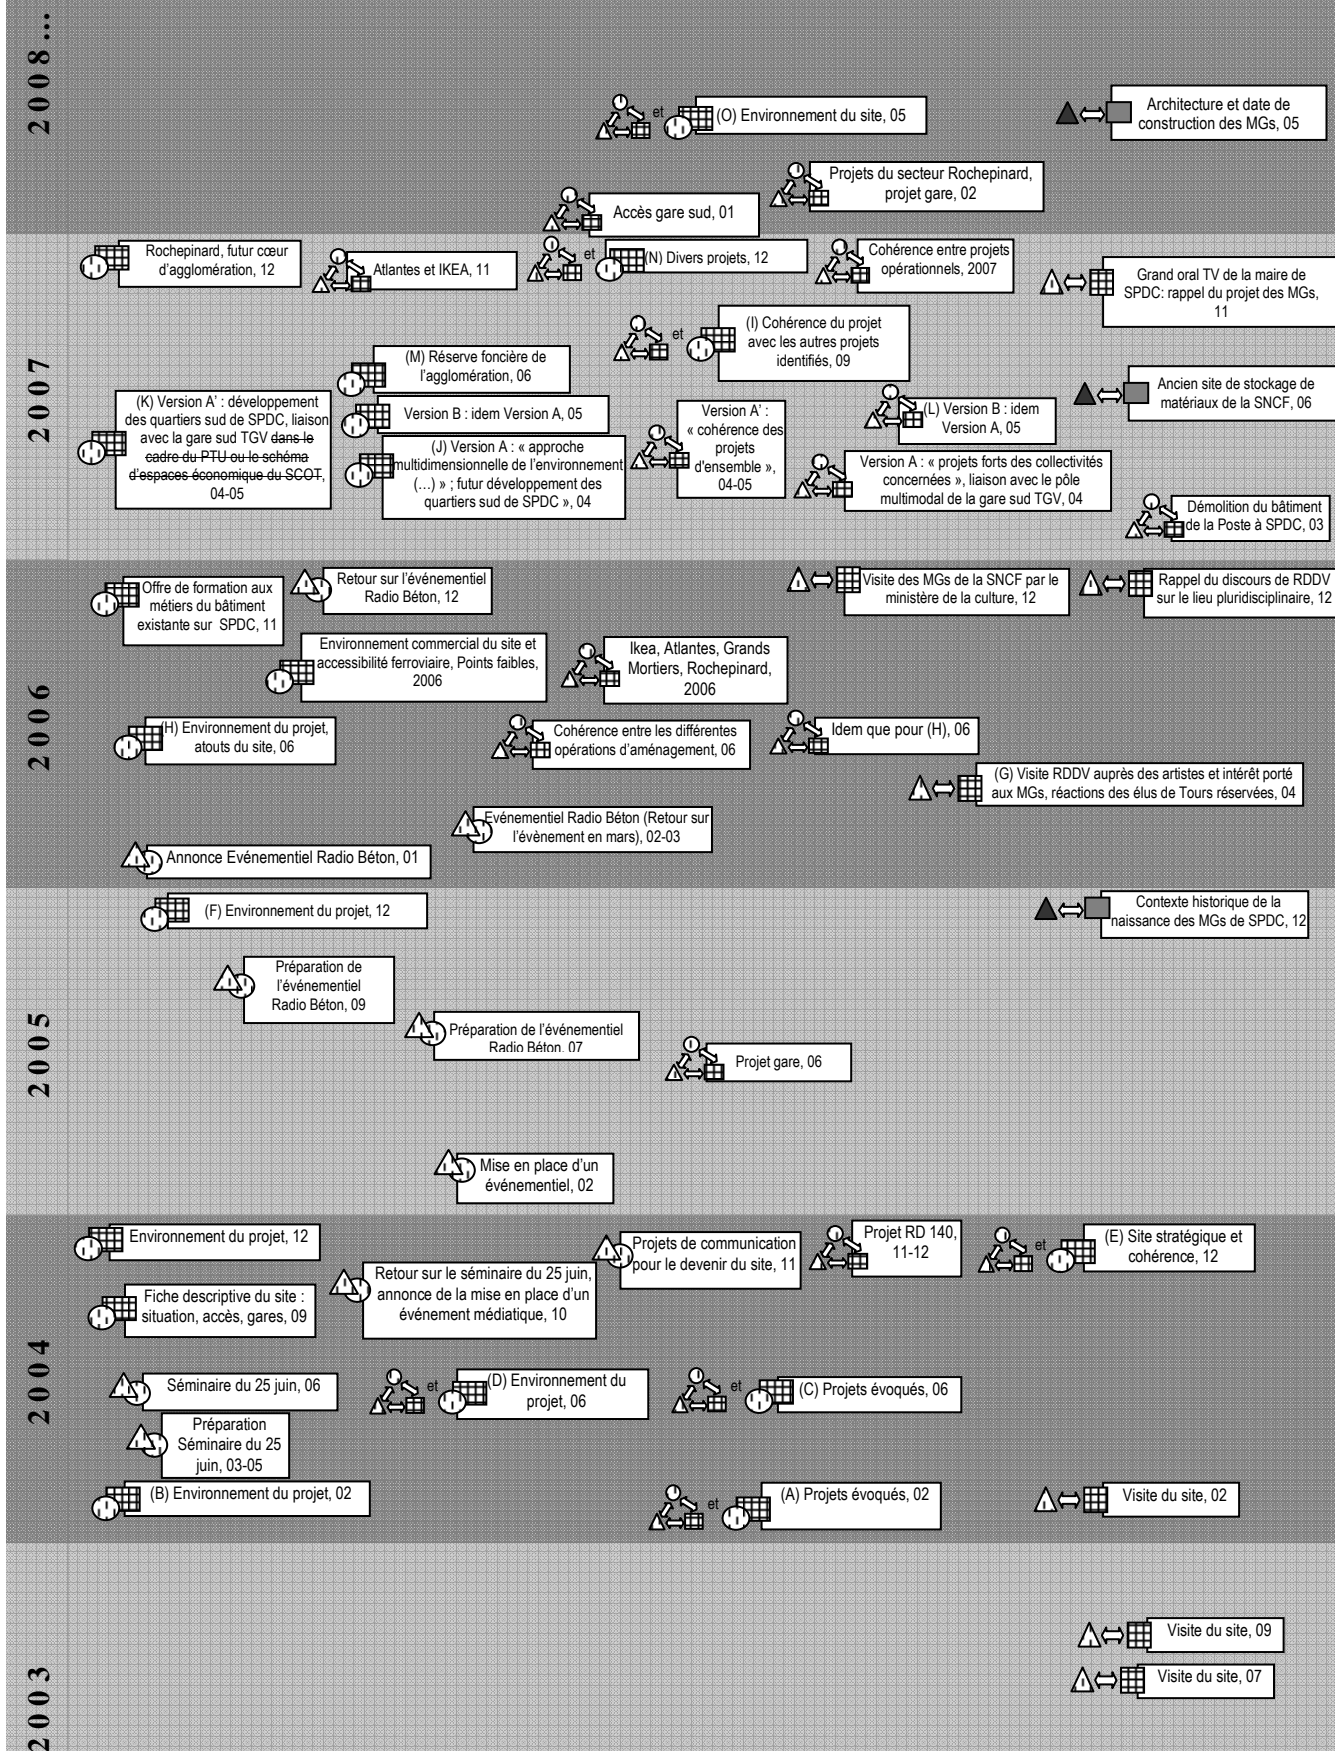 2008...
et
(O) Environnement du site, 05
Architecture et date de
construction des MGs, 05
Projets du secteur Rochepinard,
projet gare, 02
Accès gare sud, 01
2007
Rochepinard, futur cœur
d'agglomération, 12
Atlantes et IKEA, 11
et
(N) Divers projets, 12
Cohérence entre projets
opérationnels, 2007
Grand oral TV de la maire de
SPDC: rappel du projet des MGs,
11
et
(I) Cohérence du projet
avec les autres projets
identifiés, 09
(M) Réserve foncière de
l'agglomération, 06
Ancien site de stockage de
matériaux de la SNCF, 06
(K) Version A' : développement
des quartiers sud de SPDC, liaison
avec la gare sud TGV dans le
cadre du PTU ou le schéma
d'espaces économique du SCOT,
04-05
Version B : idem Version A, 05
(J) Version A : « approche
multidimensionnelle de l'environnement
(...) » ; futur développement des
quartiers sud de SPDC », 04
Version A' :
« cohérence des
projets
d'ensemble »,
04-05
(L) Version B : idem
Version A, 05
Version A : « projets forts des collectivités
concernées », liaison avec le pôle
multimodal de la gare sud TGV, 04
Démolition du bâtiment
de la Poste à SPDC, 03
2006
Offre de formation aux
métiers du bâtiment
existante sur SPDC, 11
Retour sur l'événementiel
Radio Béton, 12
Visite des MGs de la SNCF par le
ministère de la culture, 12
Rappel du discours de RDDV
sur le lieu pluridisciplinaire, 12
Environnement commercial du site et
accessibilité ferroviaire, Points faibles,
2006
Ikea, Atlantes, Grands
Mortiers, Rochepinard,
2006
(H) Environnement du projet,
atouts du site, 06
Cohérence entre les différentes
opérations d'aménagement, 06
Idem que pour (H), 06
(G) Visite RDDV auprès des artistes et intérêt porté
aux MGs, réactions des élus de Tours réservées, 04
Evénementiel Radio Béton (Retour sur
l'évènement en mars), 02-03
Annonce Evénementiel Radio Béton, 01
2005
(F) Environnement du projet, 12
Contexte historique de la
naissance des MGs de SPDC, 12
Préparation de
l'événementiel
Radio Béton, 09
Préparation de l'événementiel
Radio Béton, 07
Projet gare, 06
Mise en place d'un
événementiel, 02
2004
Environnement du projet, 12
Projets de communication
pour le devenir du site, 11
Projet RD 140,
11-12
et
(E) Site stratégique et
cohérence, 12
Retour sur le séminaire du 25 juin,
annonce de la mise en place d'un
événement médiatique, 10
Fiche descriptive du site :
situation, accès, gares, 09
Séminaire du 25 juin, 06
et
(D) Environnement du
projet, 06
et
(C) Projets évoqués, 06
Préparation
Séminaire du 25
juin, 03-05
(B) Environnement du projet, 02
et
(A) Projets évoqués, 02
Visite du site, 02
2003
Visite du site, 09
Visite du site, 07